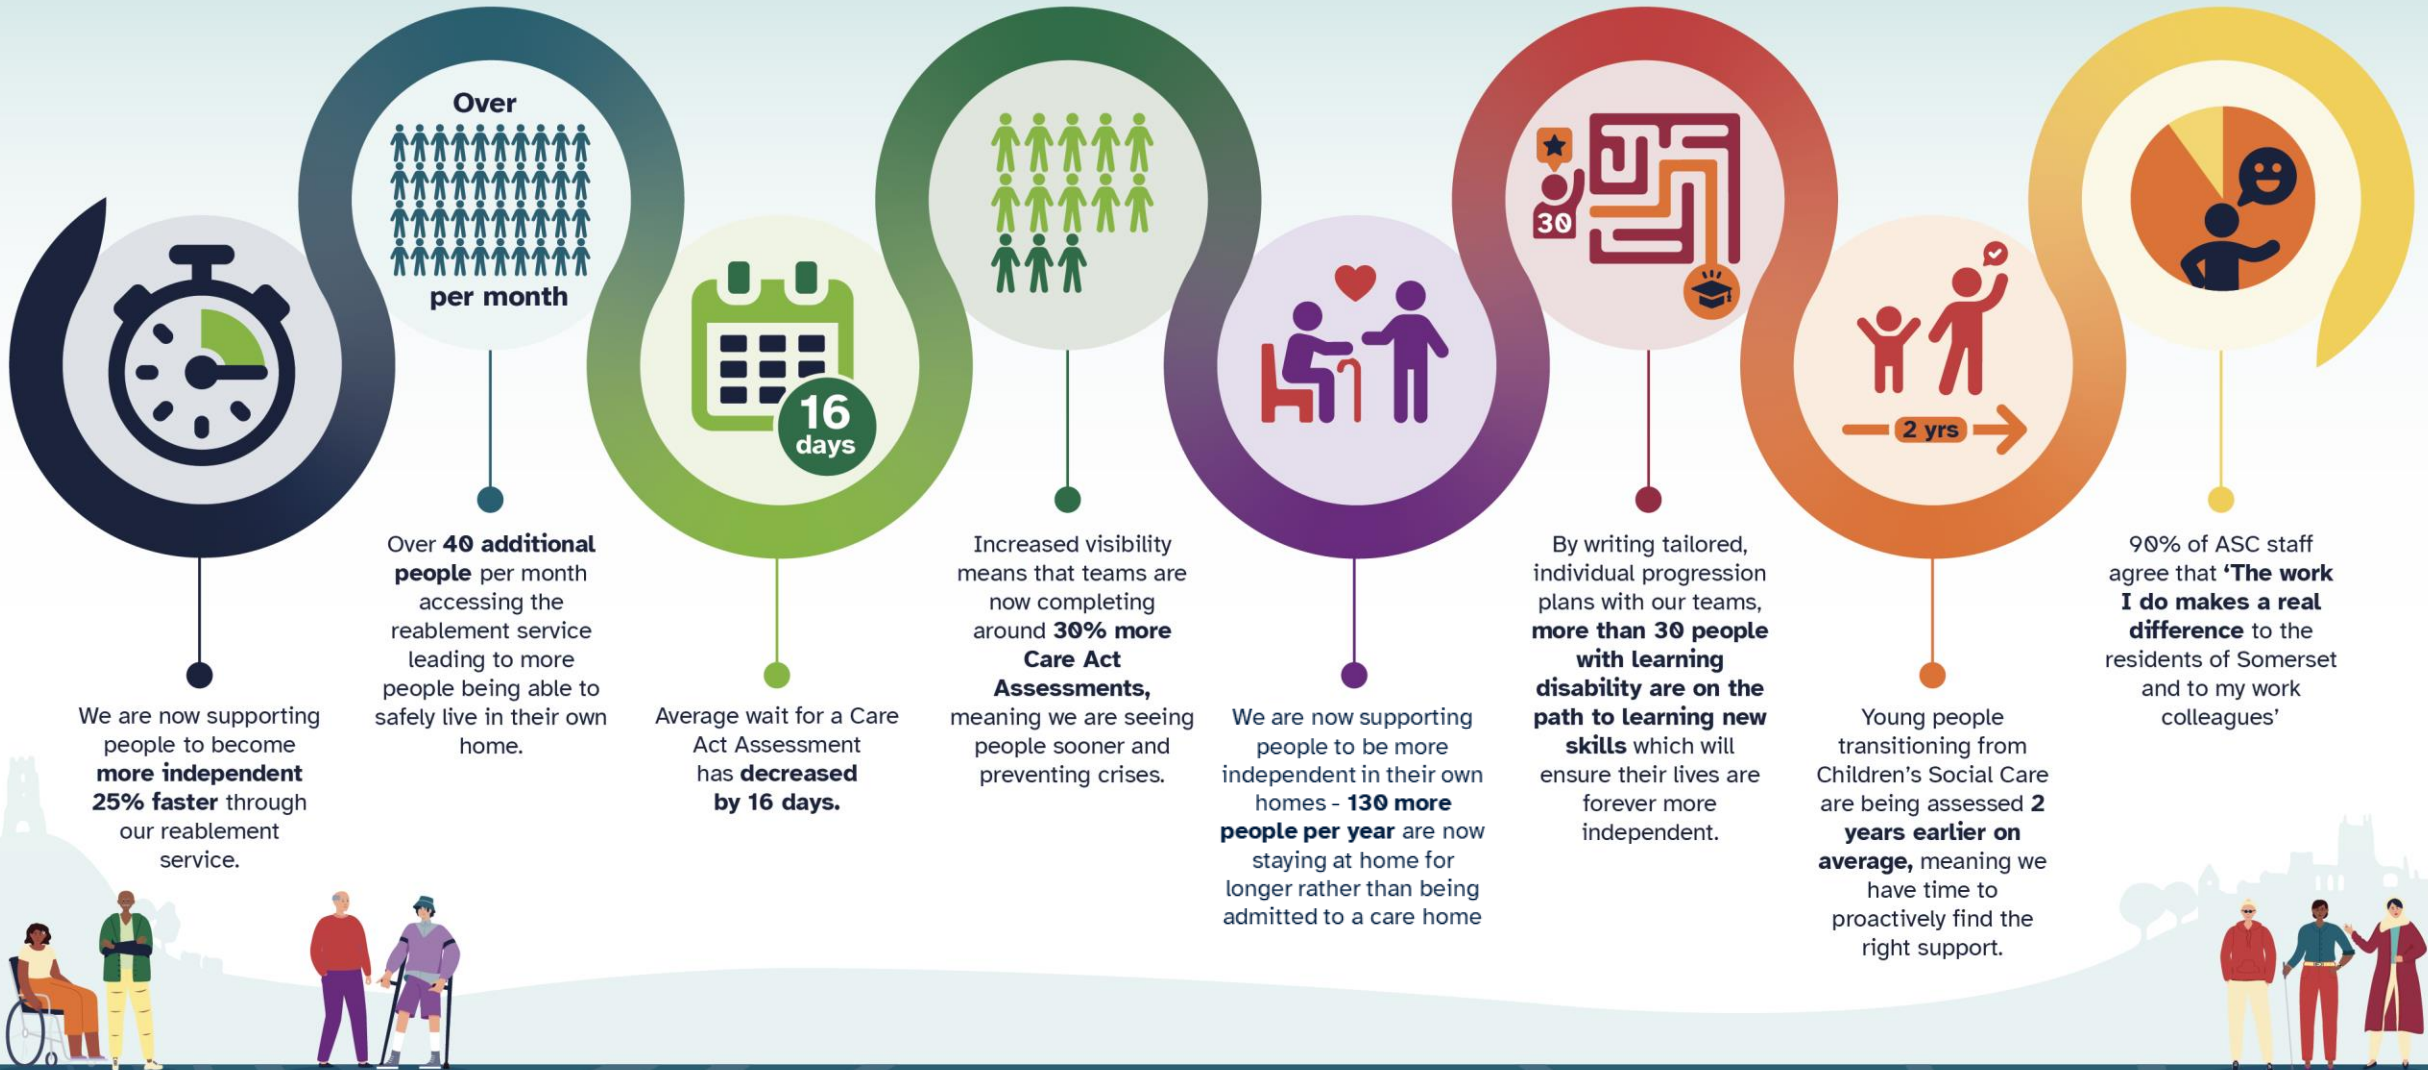 We are now supporting
people to become
more independent
25% faster through
our reablement
service.
Over
per month
Over 40 additional
people per month
accessing the
reablement service
leading to more
people being able to
safely live in their own
home.
16
days
Average wait for a Care
Act Assessment
has decreased
by 16 days.
Increased visibility
means that teams are
now completing
around 30% more
Care Act
Assessments,
meaning we are seeing
people sooner and
preventing crises.
We are now supporting
people to be more
independent in their own
homes - 130 more
people per year are now
staying at home for
longer rather than being
admitted to a care home
30
By writing tailored,
individual progression
plans with our teams,
more than 30 people
with learning
disability are on the
path to learning new
skills which will
ensure their lives are
forever more
independent.
2 yrs
Young people
transitioning from
Children’s Social Care
are being assessed 2
years earlier on
average, meaning we
have time to
proactively find the
right support.
90% of ASC staff
agree that ‘The work
I do makes a real
difference to the
residents of Somerset
and to my work
colleagues’